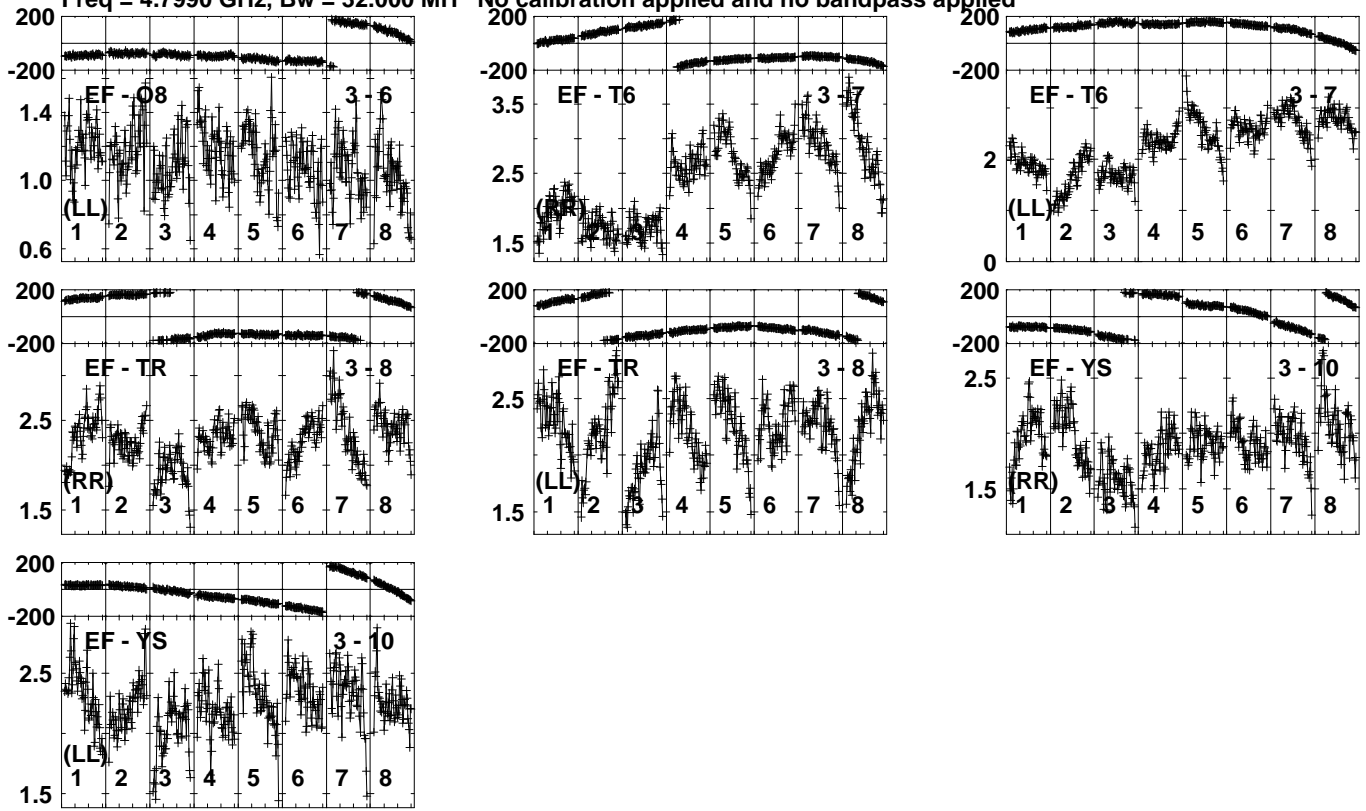 Freq = 4.7990 GHz, Bw = 32.000 MH No calibration applied and no bandpass applied
200
-200
EF - O8 3 - 6
1.4
1.0
0.6
(LL)
1 2 3 4 5 6 7 8
200
-200
EF - T6 3 - 7
3.5
2.5
1.5
(RR)
1 2 3 4 5 6 7 8
200
-200
EF - T6 3 - 7
2
0
(LL)
1 2 3 4 5 6 7 8
200
-200
EF - TR 3 - 8
2.5
1.5
(RR)
1 2 3 4 5 6 7 8
200
-200
EF - TR 3 - 8
2.5
1.5
(LL)
1 2 3 4 5 6 7 8
200
-200
EF - YS 3 - 10
2.5
1.5
(RR)
1 2 3 4 5 6 7 8
200
-200
EF - YS 3 - 10
2.5
1.5
(LL)
1 2 3 4 5 6 7 8